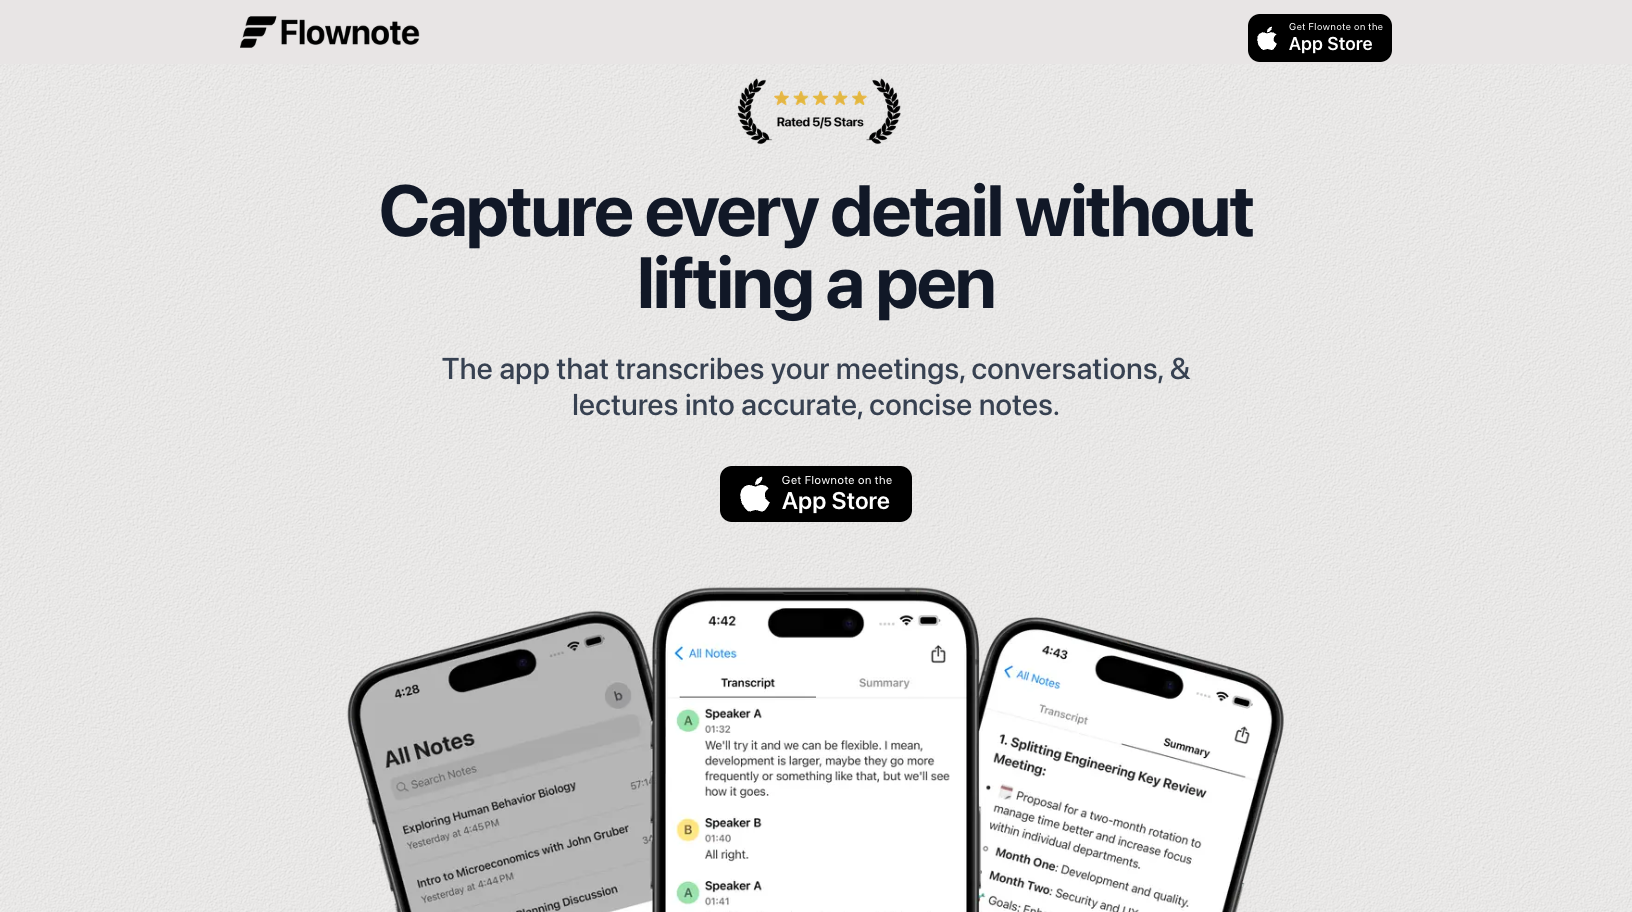 Flownote
Get Flownote on the
App Store
Rated 5/5 Stars
Capture every detail without
lifting a pen
The app that transcribes your meetings, conversations, &
lectures into accurate, concise notes.
Get Flownote on the
App Store
4:28
b
All Notes
Search Notes
Exploring Human Behavior Biology
57:14
Yesterday at 4:45 PM
Intro to Microeconomics with John Gruber
Yesterday at 4:44 PM
Planning Discussion
4:42
All Notes
Transcript Summary
A
Speaker A
01:32
We'll try it and we can be flexible. I mean,
development is larger, maybe they go more
frequently or something like that, but we'll see
how it goes.
B
Speaker B
01:40
All right.
A
Speaker A
01:41
4:43
All Notes
Transcript Summary
1. Splitting Engineering Key Review
Meeting:
Proposal for a two-month rotation to
manage time better and increase focus
within individual departments.
Month One: Development and quality.
Month Two: Security and UX
Goals: